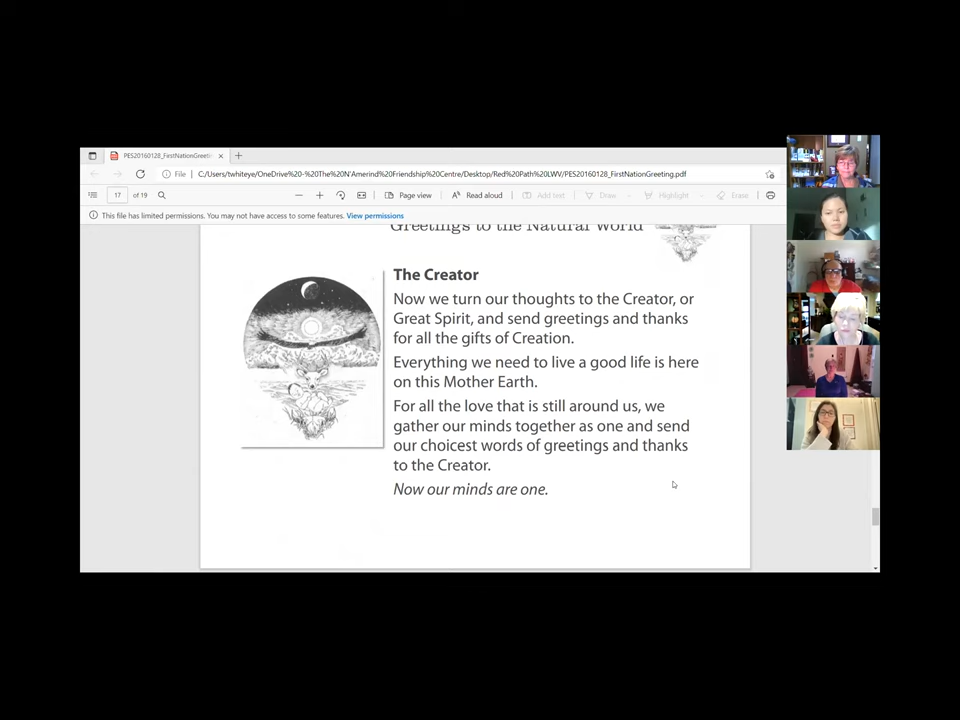 PES20160128_FirstNationGreetin
File
C:/Users/twhiteye/OneDrive%20-%20The%20N'Amerind%20Friendship%20Centre/Desktop/Red%20Path%20LWV/PES20160128_FirstNationGreeting.pdf
17 of 19 Page view Read aloud Add text Draw Highlight Erase
This file has limited permissions. You may not have access to some features. View permissions
Greetings to the Natural World
The Creator
Now we turn our thoughts to the Creator, or
Great Spirit, and send greetings and thanks
for all the gifts of Creation.
Everything we need to live a good life is here
on this Mother Earth.
For all the love that is still around us, we
gather our minds together as one and send
our choicest words of greetings and thanks
to the Creator.
Now our minds are one.